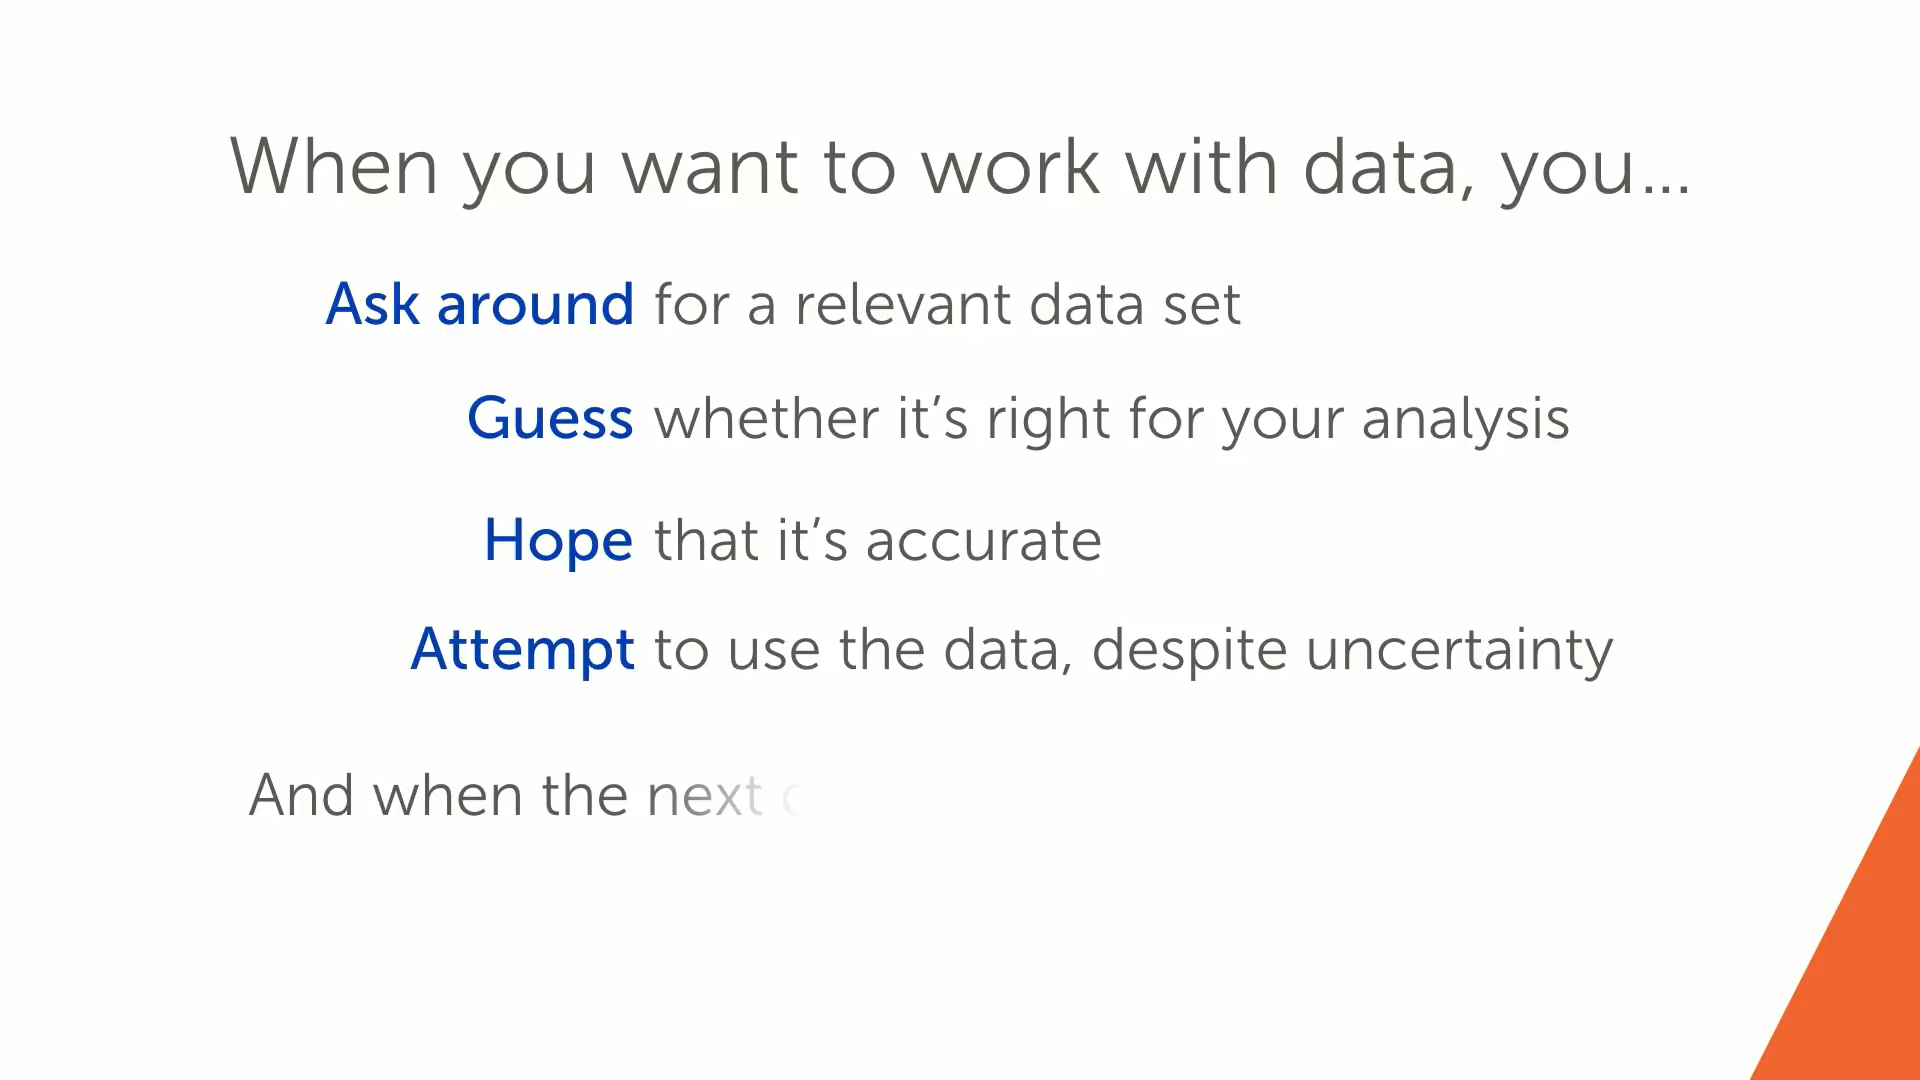 When you want to work with data, you...
Ask around for a relevant data set
Guess whether it’s right for your analysis
Hope that it’s accurate
Attempt to use the data, despite uncertainty
And when the next